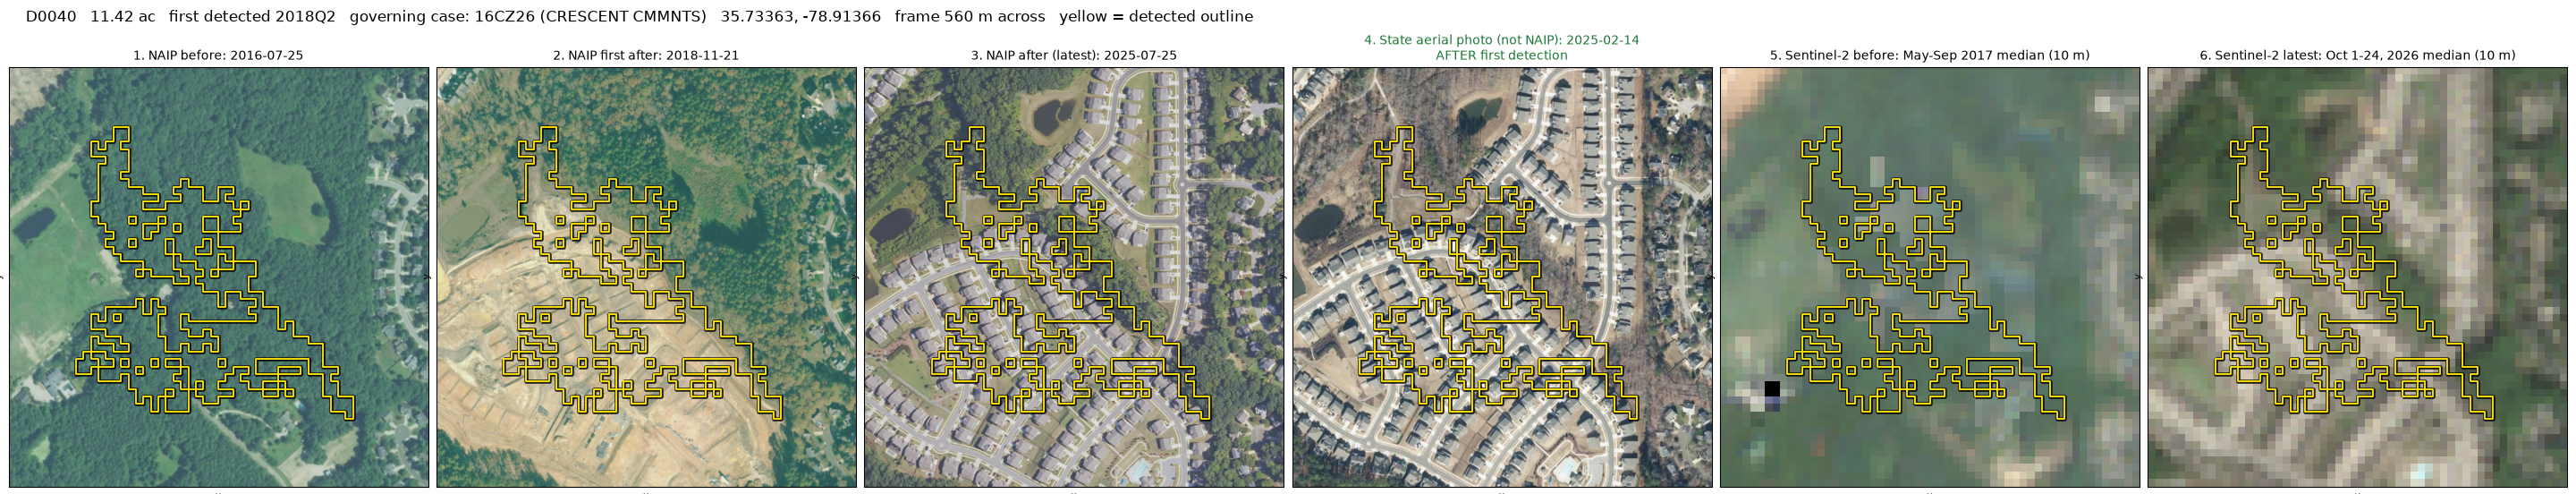 D0040 11.42 ac first detected 2018Q2 governing case: 16CZ26 (CRESCENT CMMNTS) 35.73363, -78.91366 frame 560 m across yellow = detected outline
1. NAIP before: 2016-07-25
2. NAIP first after: 2018-11-21
3. NAIP after (latest): 2025-07-25
4. State aerial photo (not NAIP): 2025-02-14
AFTER first detection
5. Sentinel-2 before: May-Sep 2017 median (10 m)
6. Sentinel-2 latest: Oct 1-24, 2026 median (10 m)